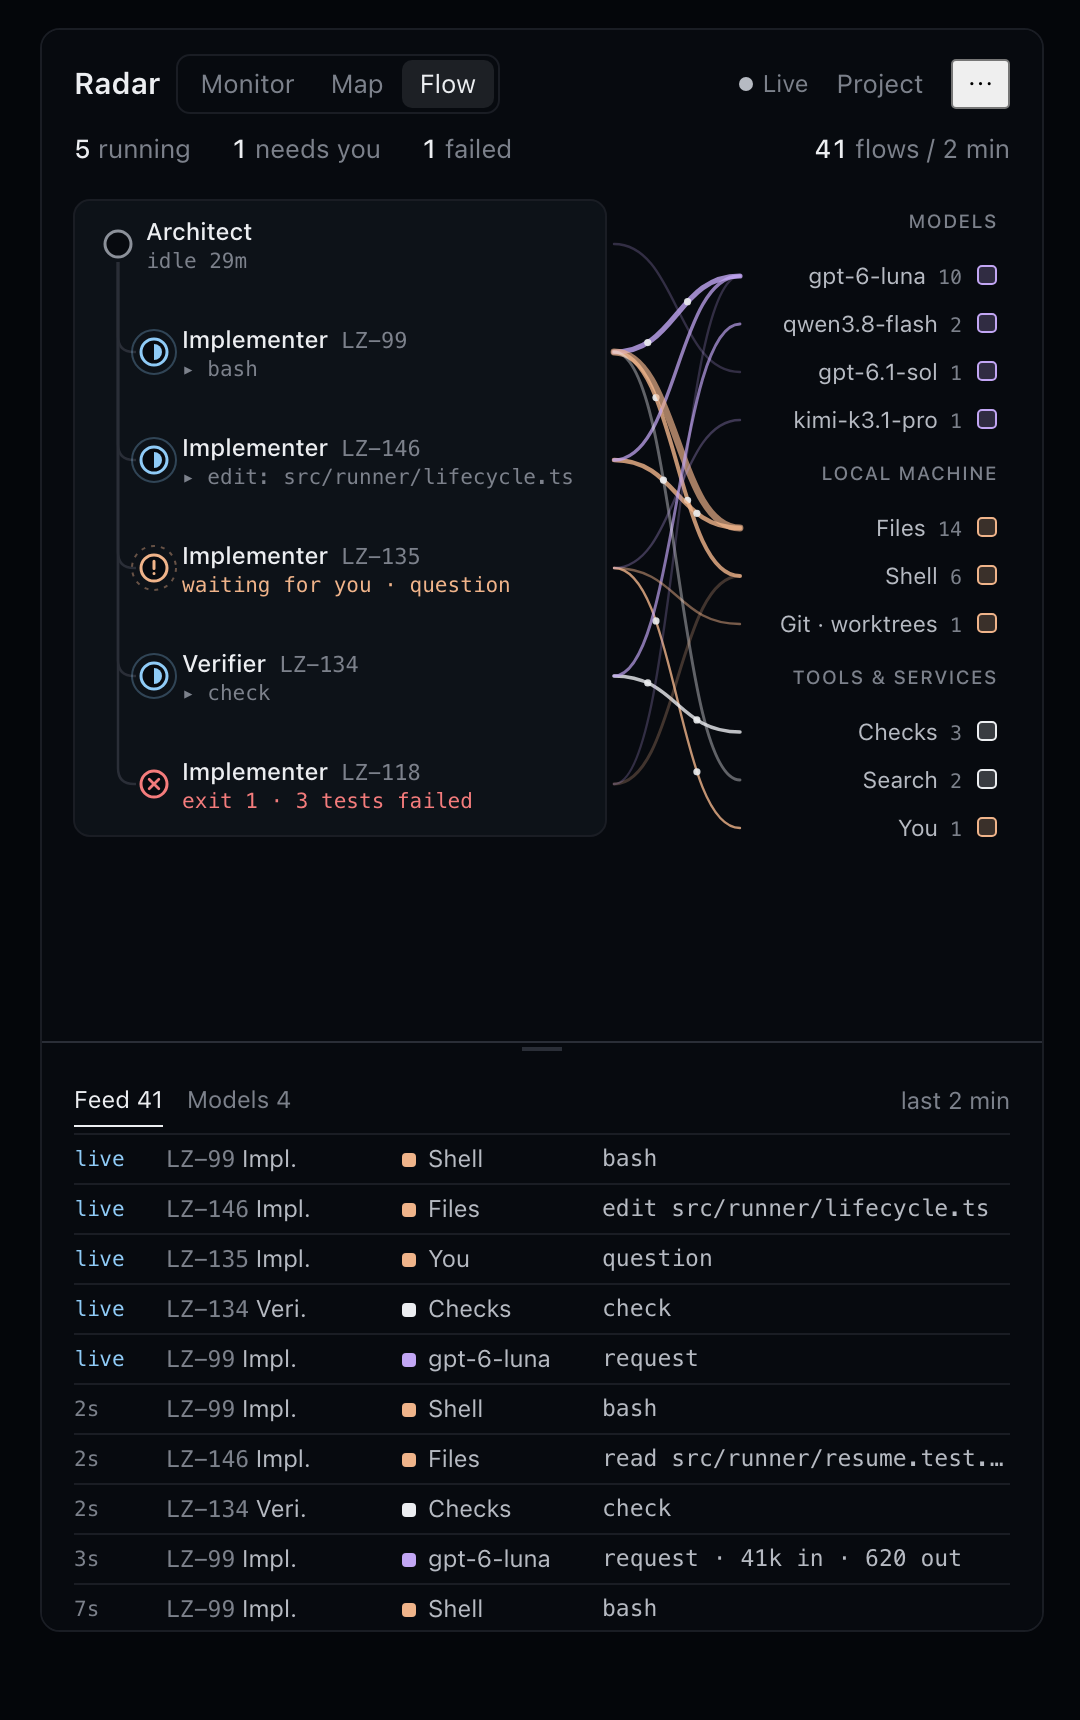 Radar Monitor Map Flow Live Project ...
5 running 1 needs you 1 failed 41 flows / 2 min
Architect
idle 29m
Implementer LZ-99
▸ bash
Implementer LZ-146
▸ edit: src/runner/lifecycle.ts
Implementer LZ-135
waiting for you · question
Verifier LZ-134
▸ check
Implementer LZ-118
exit 1 · 3 tests failed
MODELS
gpt-6-luna 10
qwen3.8-flash 2
gpt-6.1-sol 1
kimi-k3.1-pro 1
LOCAL MACHINE
Files 14
Shell 6
Git · worktrees 1
TOOLS & SERVICES
Checks 3
Search 2
You 1
Feed 41 Models 4 last 2 min
live LZ-99 Impl. Shell bash
live LZ-146 Impl. Files edit src/runner/lifecycle.ts
live LZ-135 Impl. You question
live LZ-134 Veri. Checks check
live LZ-99 Impl. gpt-6-luna request
2s LZ-99 Impl. Shell bash
2s LZ-146 Impl. Files read src/runner/resume.test.…
2s LZ-134 Veri. Checks check
3s LZ-99 Impl. gpt-6-luna request · 41k in · 620 out
7s LZ-99 Impl. Shell bash